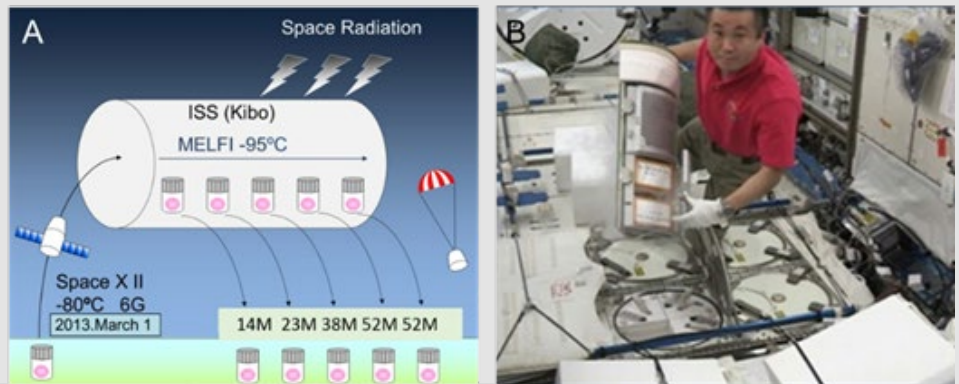 A
Space Radiation
ISS (Kibo)
MELFI -95ºC
Space X II
-80ºC 6G
2013.March 1
14M 23M 38M 52M 52M
B